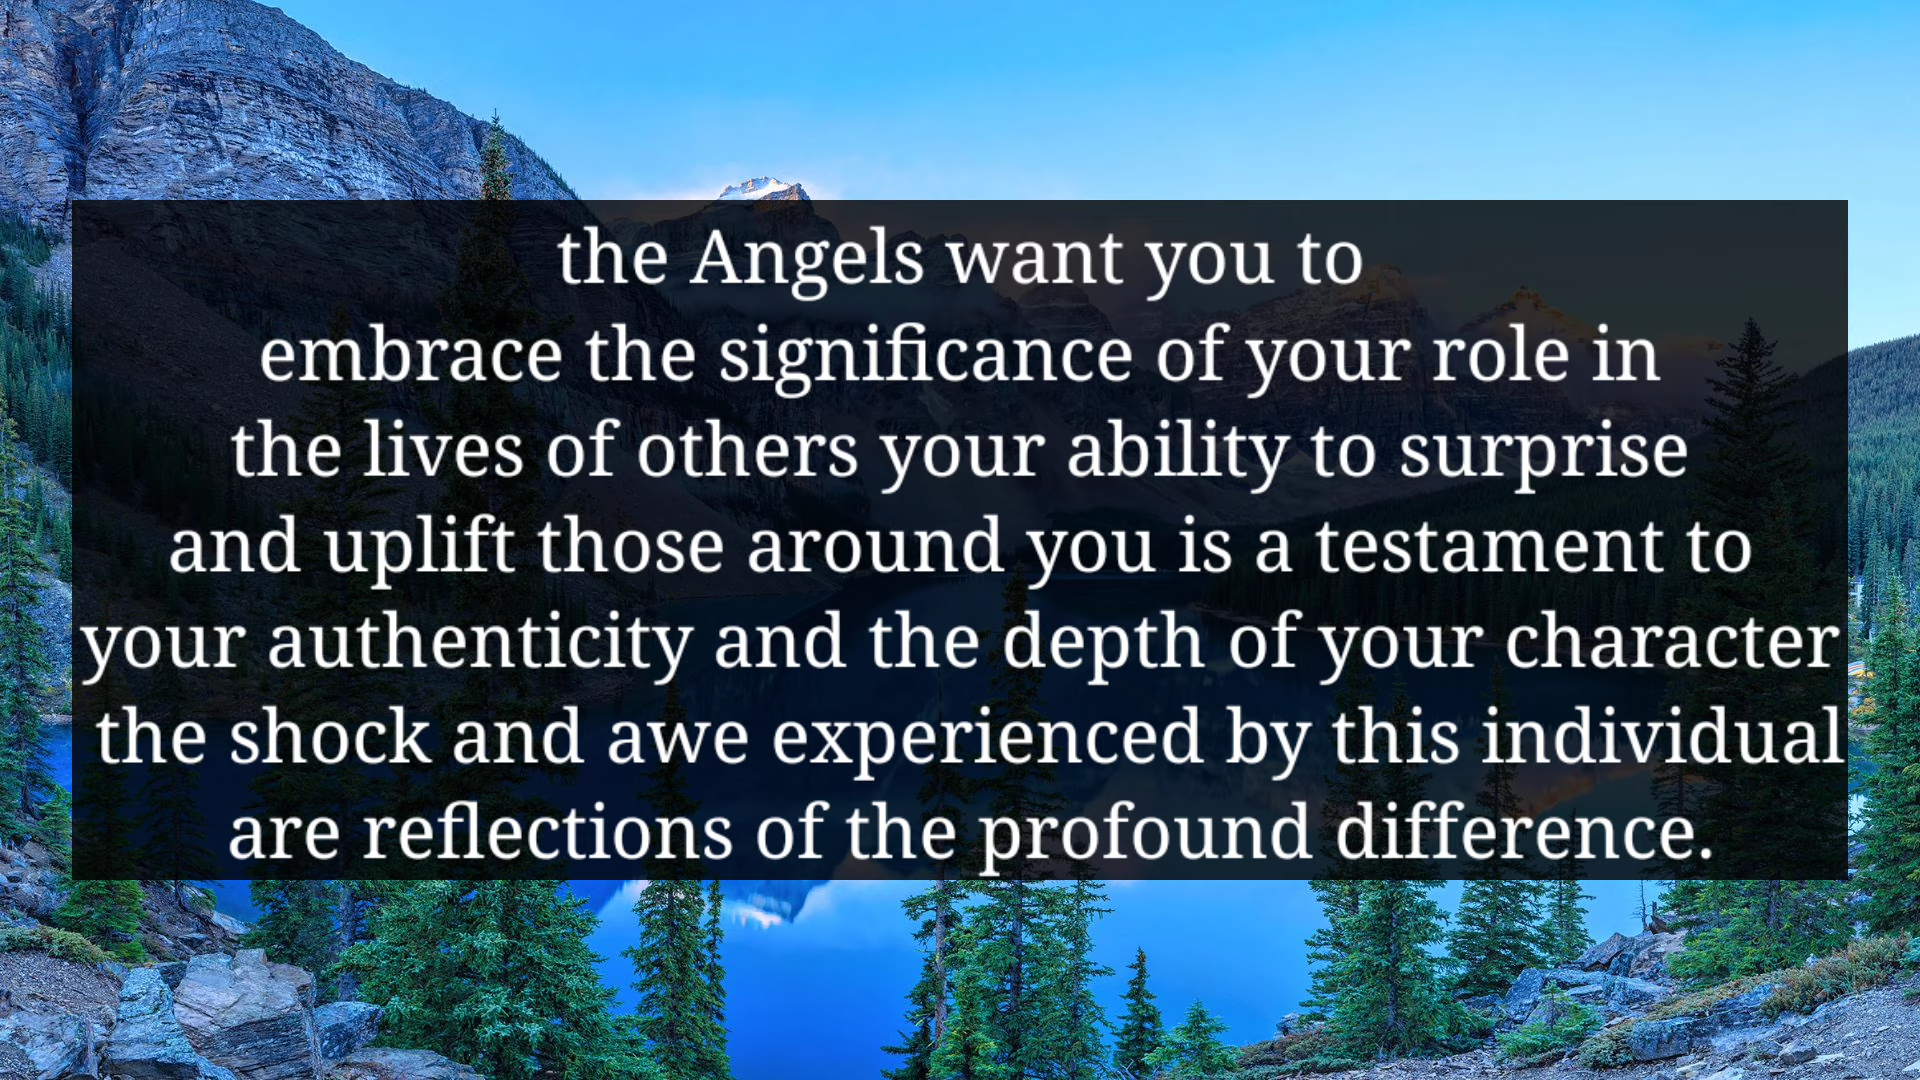 the Angels want you to
embrace the significance of your role in
the lives of others your ability to surprise
and uplift those around you is a testament to
your authenticity and the depth of your character
the shock and awe experienced by this individual
are reflections of the profound difference.